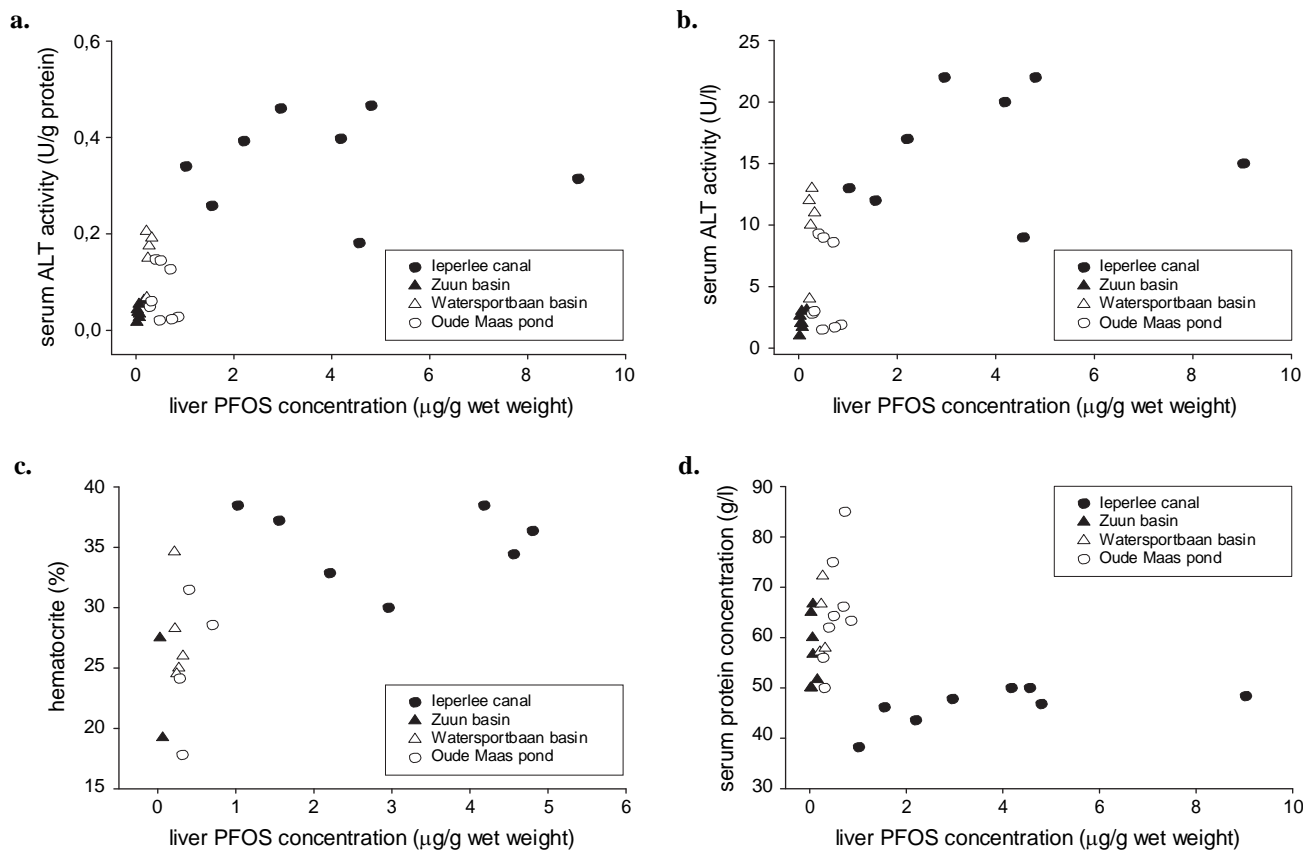 a.
serum ALT activity (U/g protein)
0,6
0,4
0,2
0,0
Ieperlee canal
Zuun basin
Watersportbaan basin
Oude Maas pond
0 2 4 6 8 10
liver PFOS concentration (μg/g wet weight)
b.
serum ALT activity (U/l)
25
20
15
10
5
0
Ieperlee canal
Zuun basin
Watersportbaan basin
Oude Maas pond
0 2 4 6 8 10
liver PFOS concentration (μg/g wet weight)
c.
hematocrite (%)
40
35
30
25
20
15
Ieperlee canal
Zuun basin
Watersportbaan basin
Oude Maas pond
0 1 2 3 4 5 6
liver PFOS concentration (μg/g wet weight)
d.
serum protein concentration (g/l)
90
80
70
60
50
40
30
Ieperlee canal
Zuun basin
Watersportbaan basin
Oude Maas pond
0 2 4 6 8 10
liver PFOS concentration (μg/g wet weight)